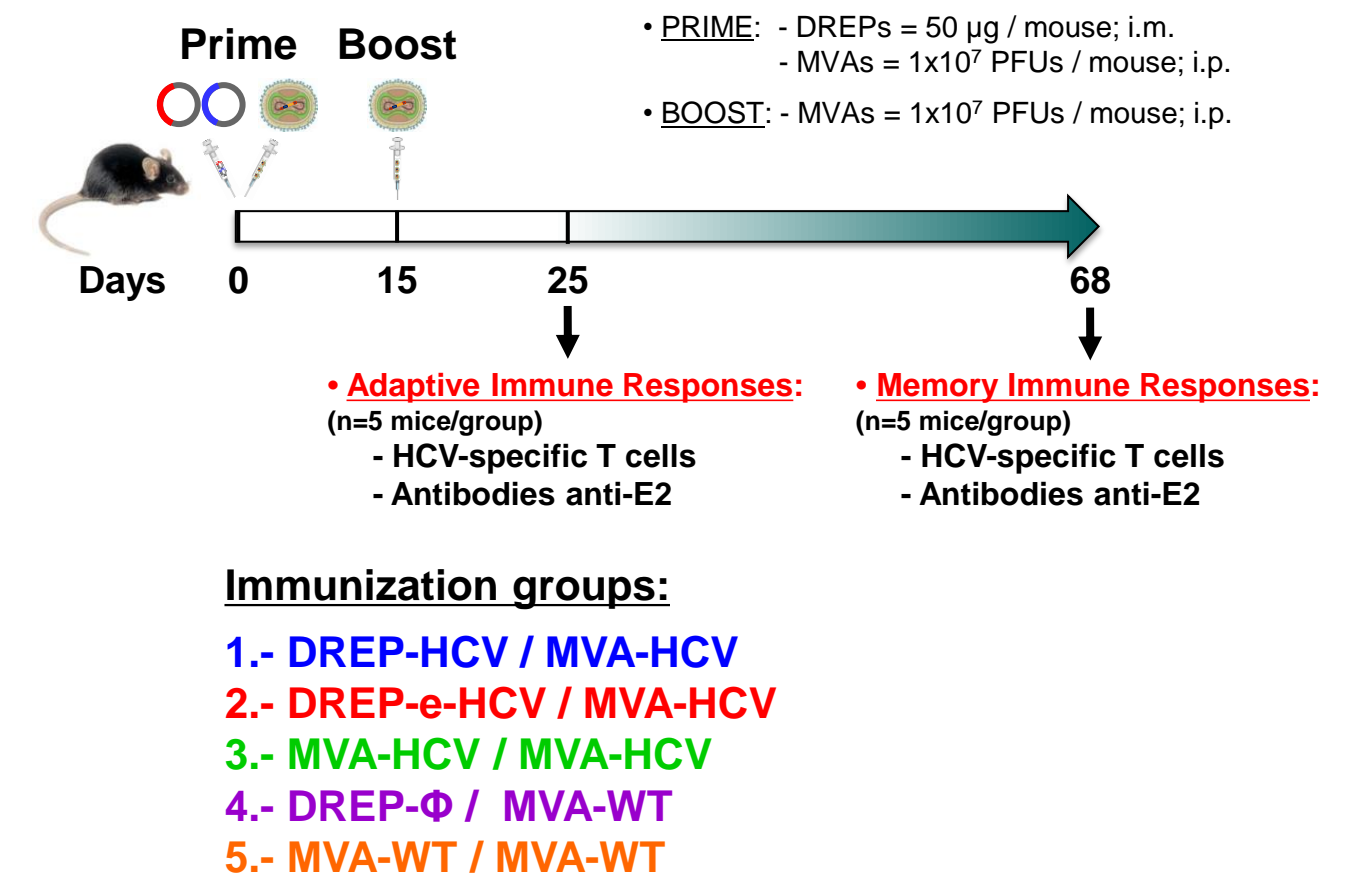 Prime Boost
• PRIME: - DREPs = 50 µg / mouse; i.m.
- MVAs = 1x10⁷ PFUs / mouse; i.p.
• BOOST: - MVAs = 1x10⁷ PFUs / mouse; i.p.
Days 0 15 25 68
• Adaptive Immune Responses:
(n=5 mice/group)
- HCV-specific T cells
- Antibodies anti-E2
• Memory Immune Responses:
(n=5 mice/group)
- HCV-specific T cells
- Antibodies anti-E2
Immunization groups:
1.- DREP-HCV / MVA-HCV
2.- DREP-e-HCV / MVA-HCV
3.- MVA-HCV / MVA-HCV
4.- DREP-Φ / MVA-WT
5.- MVA-WT / MVA-WT